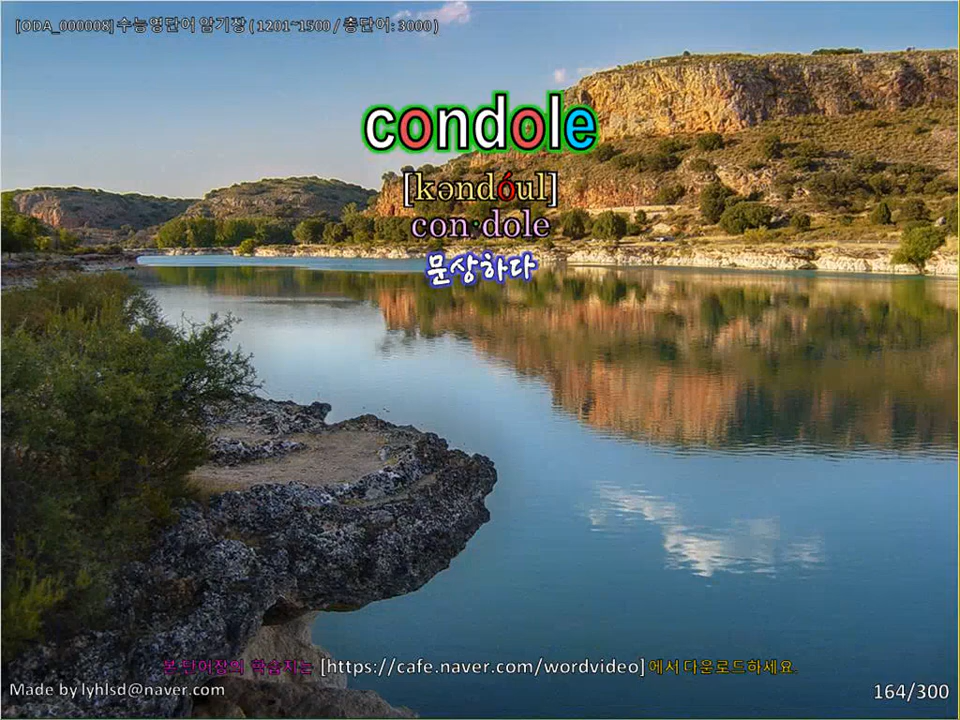 [ODA_000008] 수능영단어 암기장 ( 1201~1500 / 총단어: 3000 )
condole
[kəndóul]
con·dole
문상하다
본 단어장의 학습지는 [https://cafe.naver.com/wordvideo] 에서 다운로드하세요.
Made by lyhlsd@naver.com
164/300